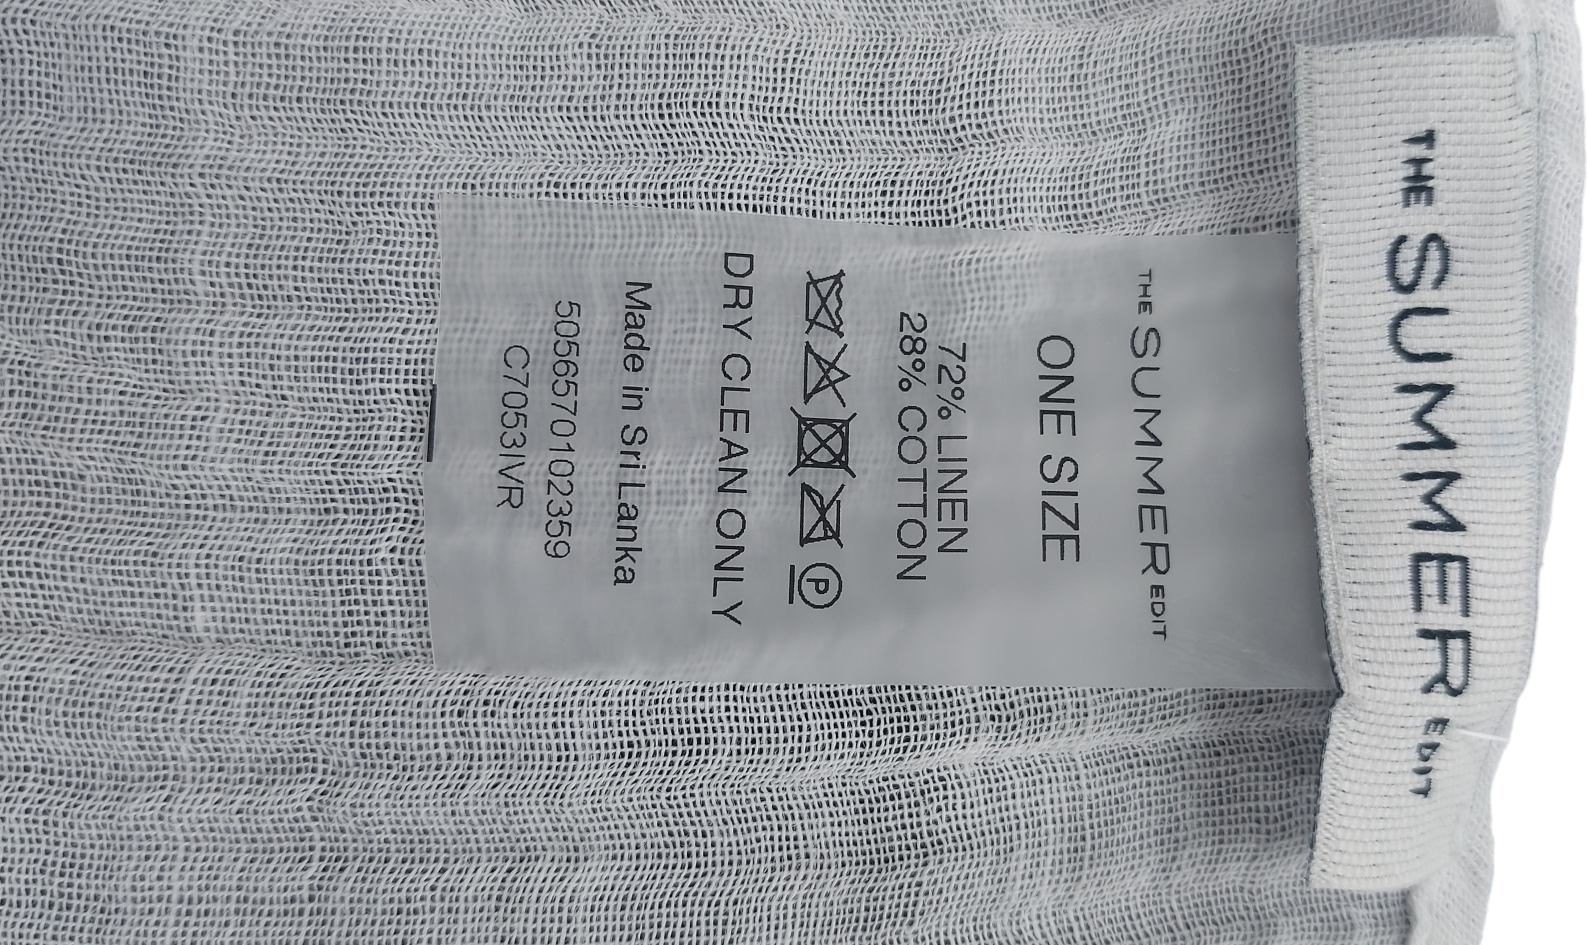 THE SUMMER EDIT
THE SUMMER EDIT
ONE SIZE
72% LINEN
28% COTTON
P
DRY CLEAN ONLY
Made in Sri Lanka
5056570102359
C7053IVR